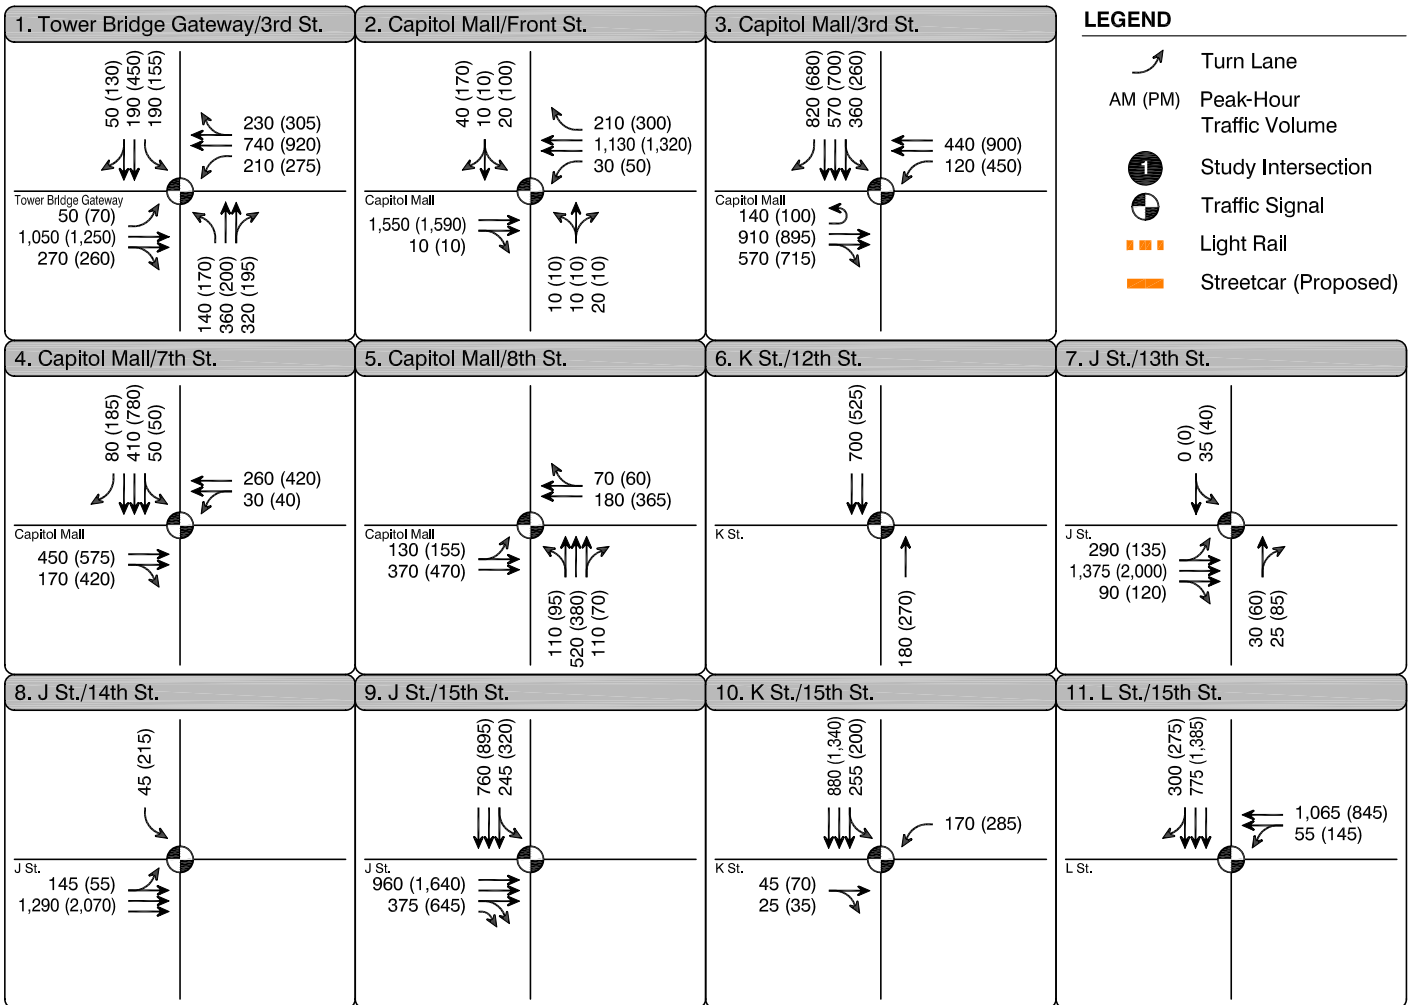 1. Tower Bridge Gateway/3rd St.
50 (130)
190 (450)
190 (155)
230 (305)
740 (920)
210 (275)
Tower Bridge Gateway
50 (70)
1,050 (1,250)
270 (260)
140 (170)
360 (200)
320 (195)
2. Capitol Mall/Front St.
40 (170)
10 (10)
20 (100)
210 (300)
1,130 (1,320)
30 (50)
Capitol Mall
1,550 (1,590)
10 (10)
10 (10)
10 (10)
20 (10)
3. Capitol Mall/3rd St.
820 (680)
570 (700)
360 (260)
440 (900)
120 (450)
Capitol Mall
140 (100)
910 (895)
570 (715)
LEGEND
Turn Lane
AM (PM) Peak-Hour
Traffic Volume
1 Study Intersection
Traffic Signal
Light Rail
Streetcar (Proposed)
4. Capitol Mall/7th St.
80 (185)
410 (780)
50 (50)
260 (420)
30 (40)
Capitol Mall
450 (575)
170 (420)
5. Capitol Mall/8th St.
70 (60)
180 (365)
Capitol Mall
130 (155)
370 (470)
110 (95)
520 (380)
110 (70)
6. K St./12th St.
700 (525)
K St.
180 (270)
7. J St./13th St.
0 (0)
35 (40)
J St.
290 (135)
1,375 (2,000)
90 (120)
30 (60)
25 (85)
8. J St./14th St.
45 (215)
J St.
145 (55)
1,290 (2,070)
9. J St./15th St.
760 (895)
245 (320)
J St.
960 (1,640)
375 (645)
10. K St./15th St.
880 (1,340)
255 (200)
170 (285)
K St.
45 (70)
25 (35)
11. L St./15th St.
300 (275)
775 (1,385)
1,065 (845)
55 (145)
L St.